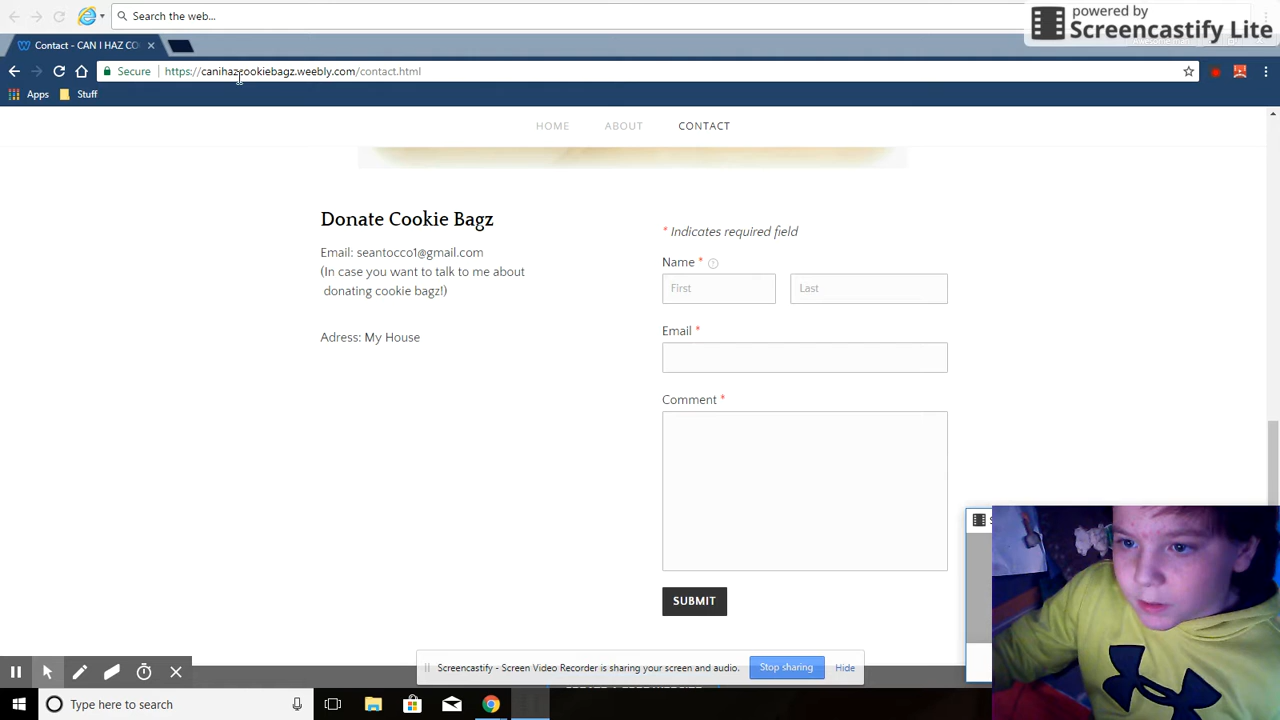 powered by
Screencastify Lite
Search the web...
Contact - CAN I HAZ CO
Secure
https://canihazcookiebagz.weebly.com/contact.html
Apps
Stuff
HOME
ABOUT
CONTACT
Donate Cookie Bagz
Email: seantocco1@gmail.com
(In case you want to talk to me about
donating cookie bagz!)
Adress: My House
* Indicates required field
Name *
First
Last
Email *
Comment *
SUBMIT
Screencastify - Screen Video Recorder is sharing your screen and audio.
Stop sharing
Hide
Type here to search